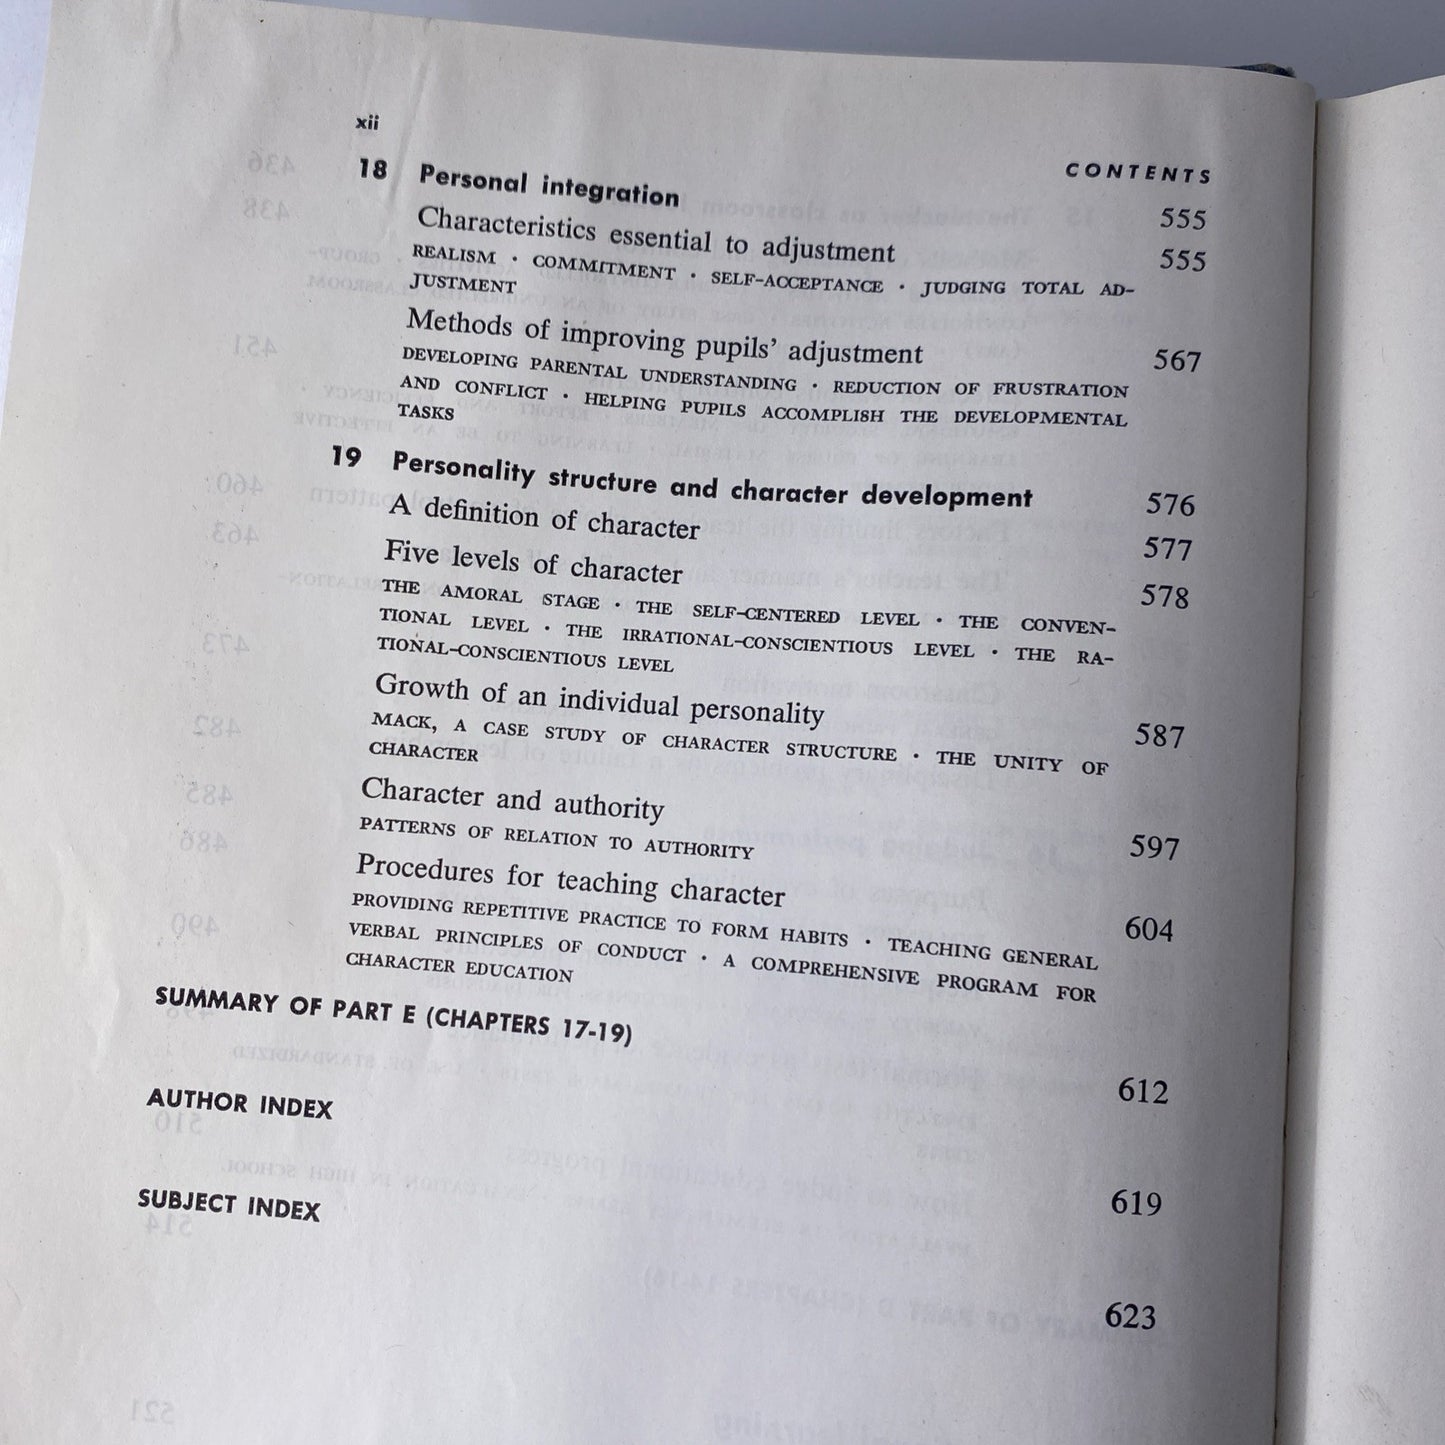 xii
CONTENTS
18 Personal integration 555
Characteristics essential to adjustment 555
REALISM · COMMITMENT · SELF-ACCEPTANCE · JUDGING TOTAL AD-
JUSTMENT
Methods of improving pupils' adjustment 567
DEVELOPING PARENTAL UNDERSTANDING · REDUCTION OF FRUSTRATION
AND CONFLICT · HELPING PUPILS ACCOMPLISH THE DEVELOPMENTAL
TASKS
19 Personality structure and character development 576
A definition of character 577
Five levels of character 578
THE AMORAL STAGE · THE SELF-CENTERED LEVEL · THE CONVEN-
TIONAL LEVEL · THE IRRATIONAL-CONSCIENTIOUS LEVEL · THE RA-
TIONAL-CONSCIENTIOUS LEVEL
Growth of an individual personality 587
MACK, A CASE STUDY OF CHARACTER STRUCTURE · THE UNITY OF
CHARACTER
Character and authority 597
PATTERNS OF RELATION TO AUTHORITY
Procedures for teaching character 604
PROVIDING REPETITIVE PRACTICE TO FORM HABITS · TEACHING GENERAL
VERBAL PRINCIPLES OF CONDUCT · A COMPREHENSIVE PROGRAM FOR
CHARACTER EDUCATION
SUMMARY OF PART E (CHAPTERS 17-19) 612
AUTHOR INDEX 619
SUBJECT INDEX 623